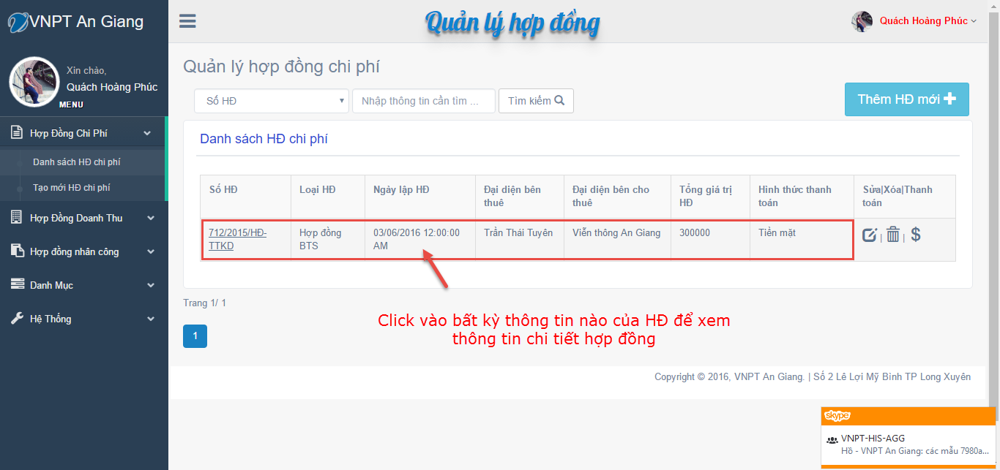 VNPT An Giang
Quản lý hợp đồng
Quách Hoàng Phúc
Xin chào,
Quách Hoàng Phúc
MENU
Hợp Đồng Chi Phí
Danh sách HĐ chi phí
Tạo mới HĐ chi phí
Hợp Đồng Doanh Thu
Hợp đồng nhân công
Danh Mục
Hệ Thống
Quản lý hợp đồng chi phí
Số HĐ
Nhập thông tin cần tìm ...
Tìm kiếm
Thêm HĐ mới
Danh sách HĐ chi phí
Số HĐ Loại HĐ Ngày lập HĐ Đại diện bên Đại diện bên cho Tổng giá trị Hình thức thanh Sửa|Xóa|Thanh
thuê thuê HĐ toán toán
712/2015/HĐ- Hợp đồng 03/06/2016 12:00:00 Trần Thái Tuyên Viễn thông An Giang 300000 Tiền mặt | | $
TTKD BTS AM
Trang 1/ 1
1
Click vào bất kỳ thông tin nào của HĐ để xem
thông tin chi tiết hợp đồng
Copyright © 2016, VNPT An Giang. | Số 2 Lê Lợi Mỹ Bình TP Long Xuyên
skype
VNPT-HIS-AGG
Hồ - VNPT An Giang: các mẫu 7980a...